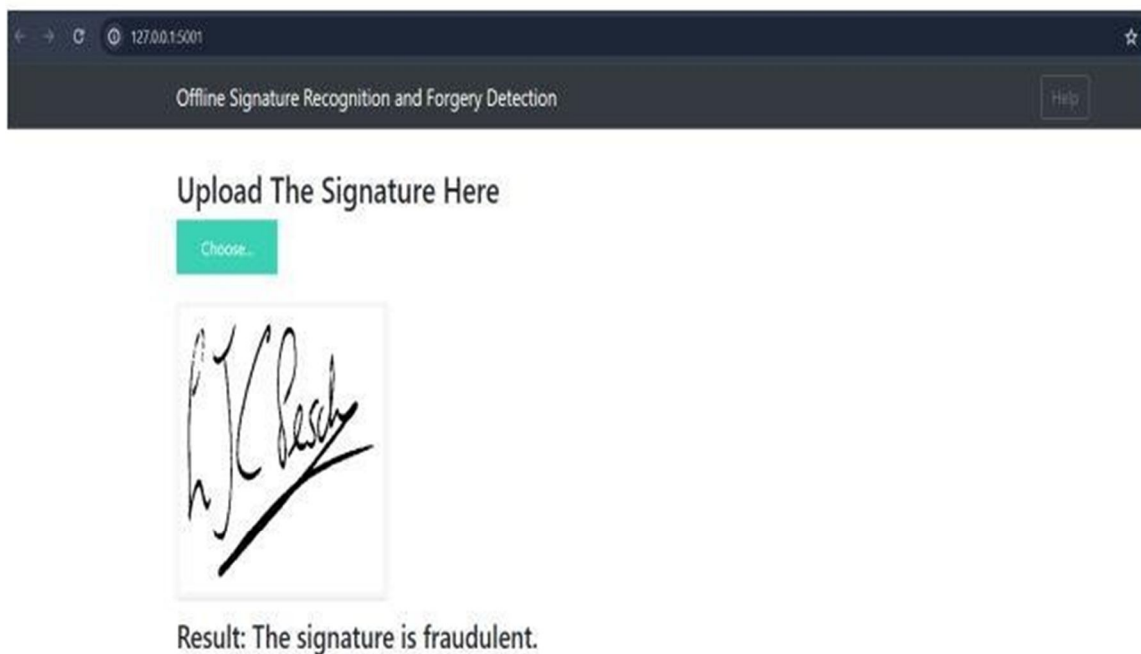 127.0.0.1:5001
Offline Signature Recognition and Forgery Detection
Help
Upload The Signature Here
Choose...
Result: The signature is fraudulent.